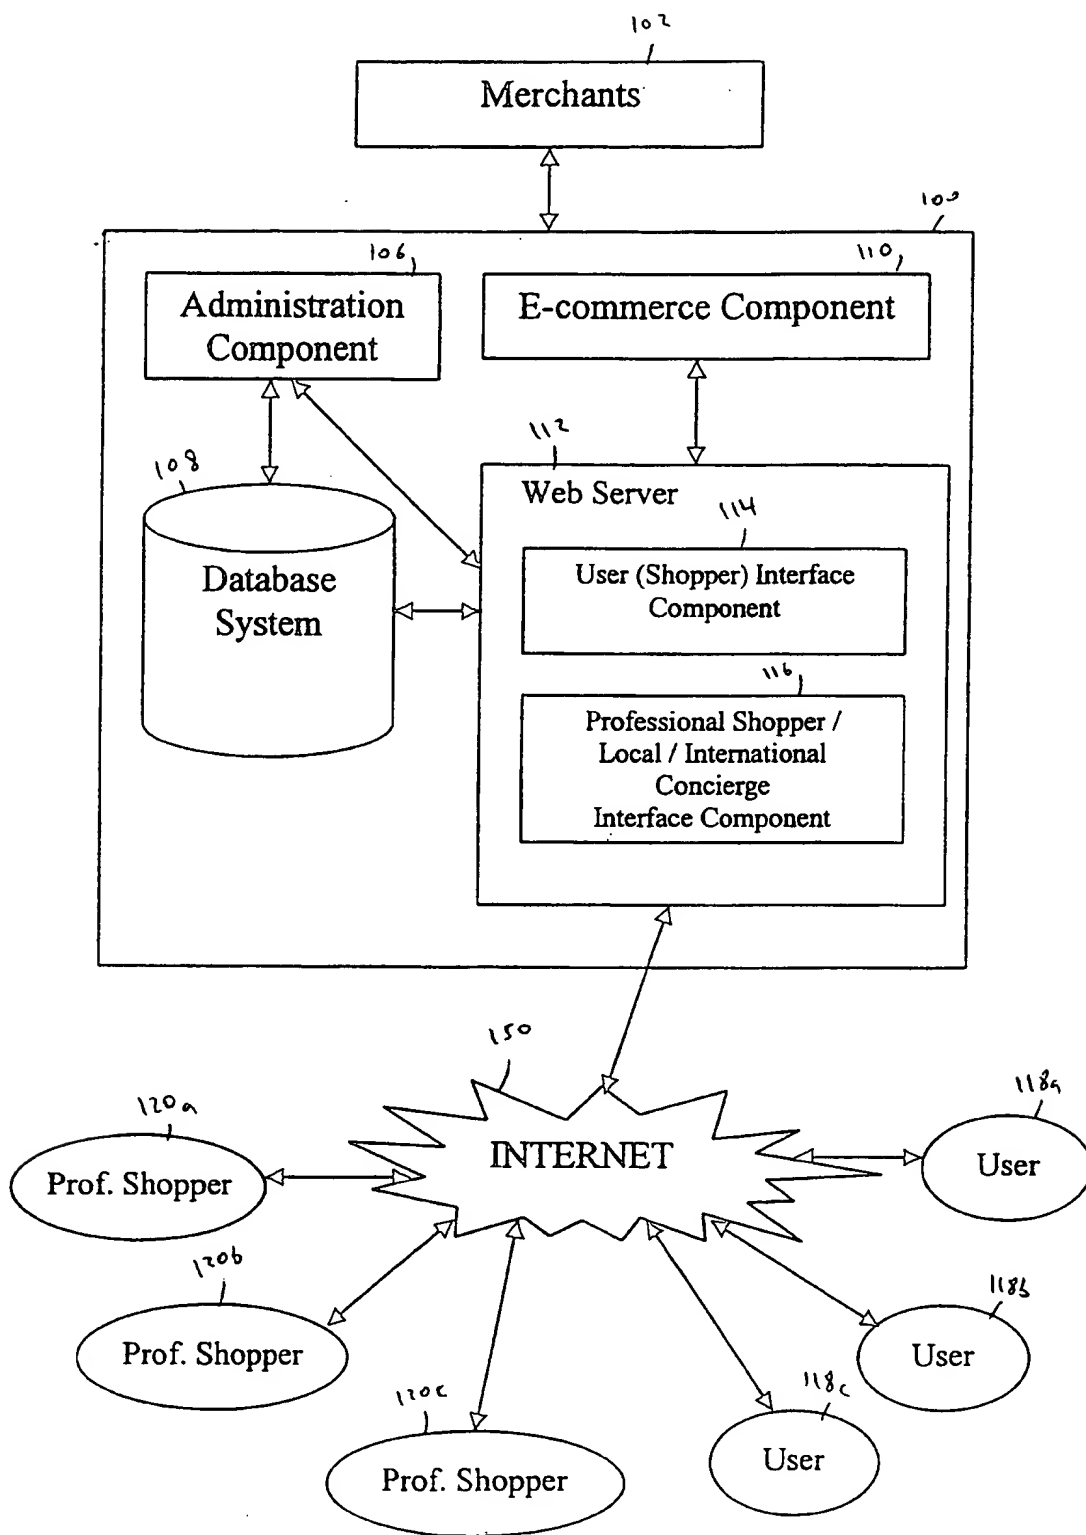 102
Merchants
100
106
110
Administration
Component
E-commerce Component
112
108
Web Server
114
Database
System
User (Shopper) Interface
Component
116
Professional Shopper /
Local / International
Concierge
Interface Component
150
120a
118a
INTERNET
Prof. Shopper
User
120b
118b
Prof. Shopper
User
120c
118c
Prof. Shopper
User